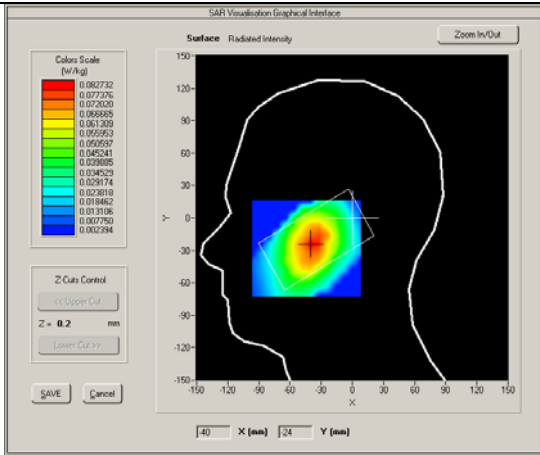 SAR Visualisation Graphical Interface
Surface Radiated Intensity
Zoom In/Out
Colors Scale
(W/kg)
0.082732
0.077376
0.072020
0.066665
0.061309
0.055953
0.050597
0.045241
0.039885
0.034529
0.029174
0.023818
0.018462
0.013106
0.007750
0.002394
Z-Cuts Control
<< Upper Cut
Z = 0.2 mm
Lower Cut >>
SAVE Cancel
150
120
90
60
30
0
-30
-60
-90
-120
-150
Y
-150 -120 -90 -60 -30 0 30 60 90 120 150
X
-40 X (mm) -24 Y (mm)